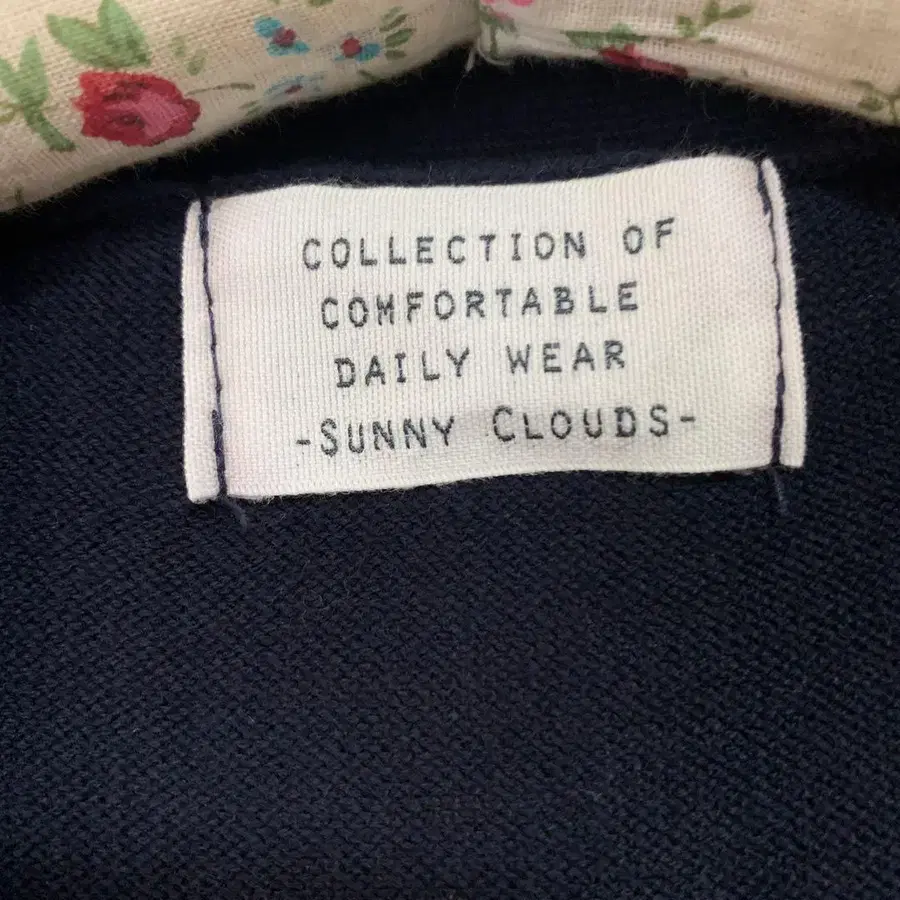 COLLECTION OF
COMFORTABLE
DAILY WEAR
-SUNNY CLOUDS-